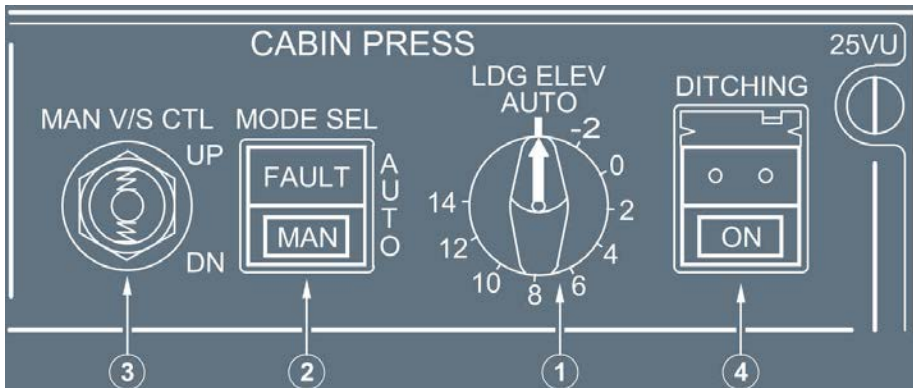 CABIN PRESS
25VU
MAN V/S CTL
UP
DN
MODE SEL
FAULT
MAN
AUTO
LDG ELEV
AUTO
-2
0
2
4
6
8
10
12
14
DITCHING
ON
3
2
1
4